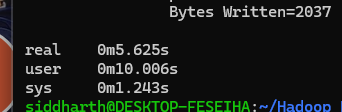 Bytes Written=2037
real 0m5.625s
user 0m10.006s
sys 0m1.243s
siddharth@DESKTOP-FESEIHA:~/Hadoop